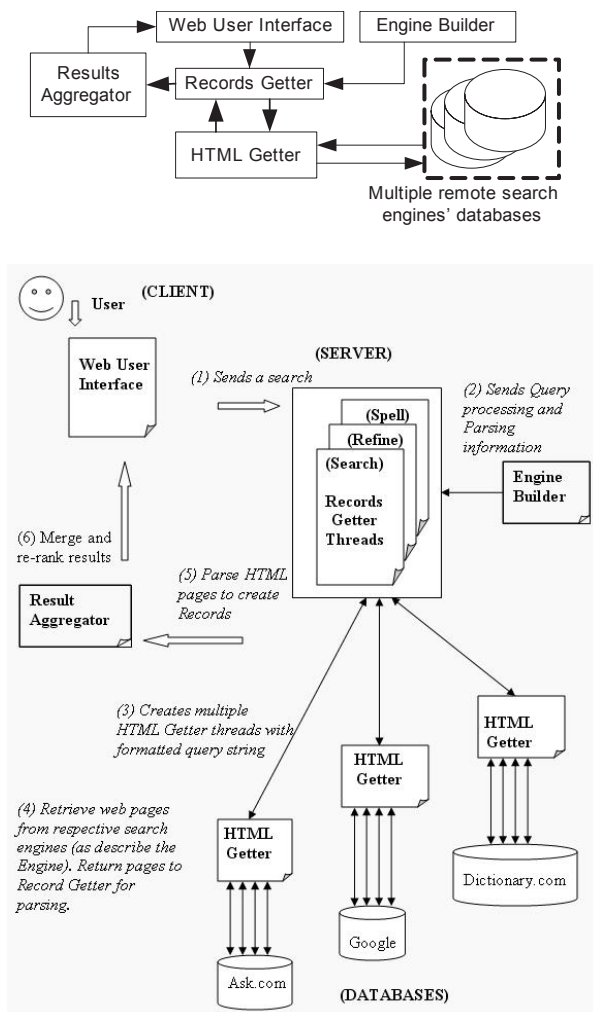 Web User Interface
Engine Builder
Results
Aggregator
Records Getter
HTML Getter
Multiple remote search
engines' databases
User
(CLIENT)
Web User
Interface
(1) Sends a search
(SERVER)
(Spell)
(Refine)
(Search)
Records
Getter
Threads
(2) Sends Query
processing and
Parsing
information
Engine
Builder
(6) Merge and
re-rank results
Result
Aggregator
(5) Parse HTML
pages to create
Records
(3) Creates multiple
HTML Getter threads with
formatted query string
HTML
Getter
HTML
Getter
(4) Retrieve web pages
from respective search
engines (as describe the
Engine). Return pages to
Record Getter for
parsing.
HTML
Getter
Dictionary.com
Google
Ask.com
(DATABASES)